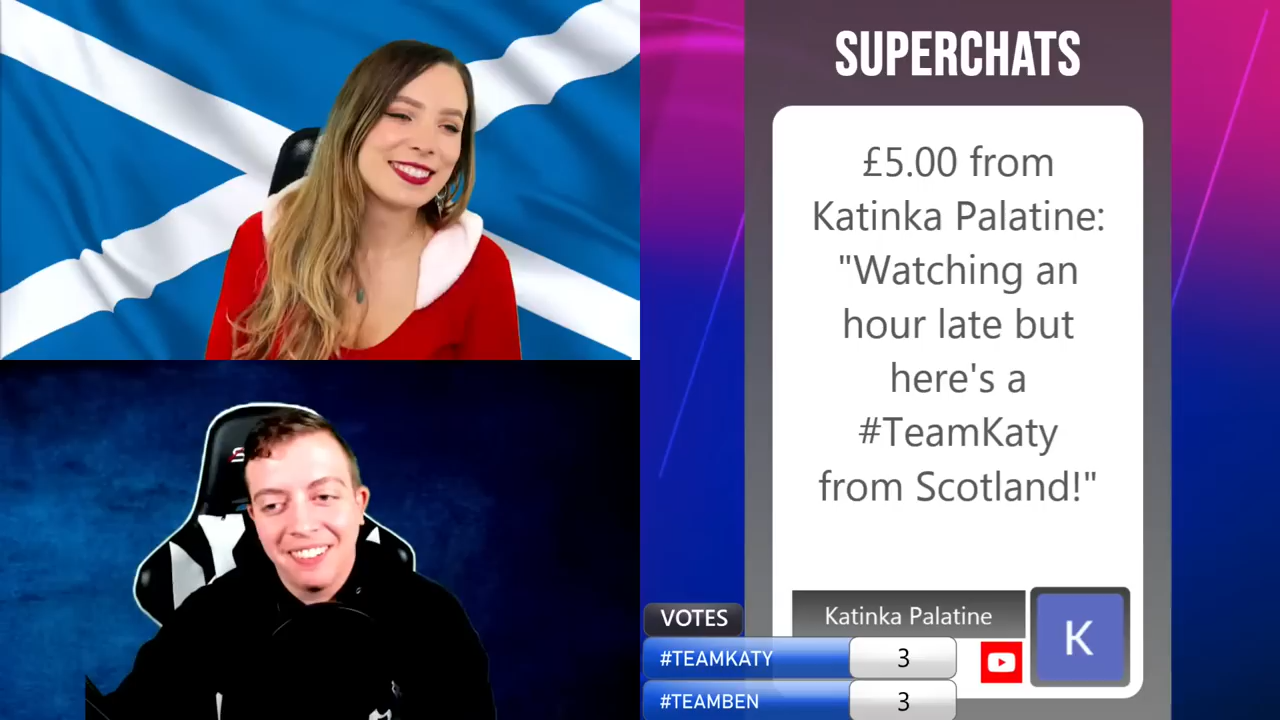 SUPERCHATS
£5.00 from
Katinka Palatine:
"Watching an
hour late but
here's a
#TeamKaty
from Scotland!"
Katinka Palatine
K
VOTES
#TEAMKATY 3
#TEAMBEN 3